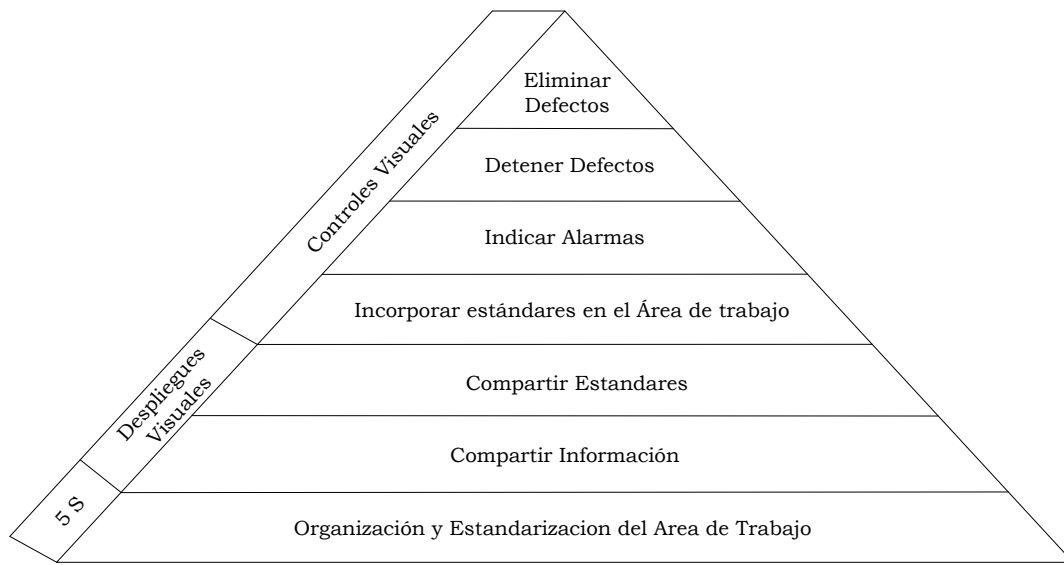 Eliminar
Defectos
Detener Defectos
Indicar Alarmas
Incorporar estándares en el Área de trabajo
Compartir Estandares
Compartir Información
Organización y Estandarizacion del Area de Trabajo
Controles Visuales
Despliegues
Visuales
5 S